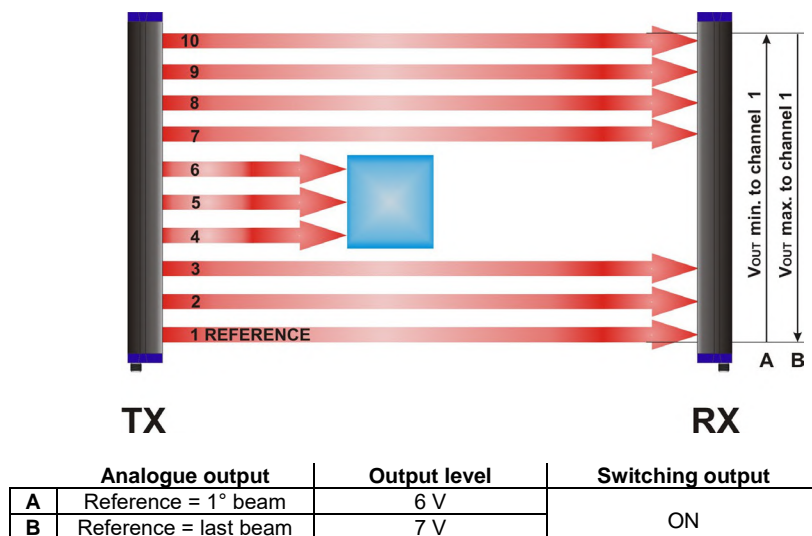 10
9
8
7
6
5
4
3
2
1 REFERENCE
VOUT min. to channel 1
VOUT max. to channel 1
A B
TX RX
Analogue output Output level Switching output
A Reference = 1° beam 6 V ON
B Reference = last beam 7 V